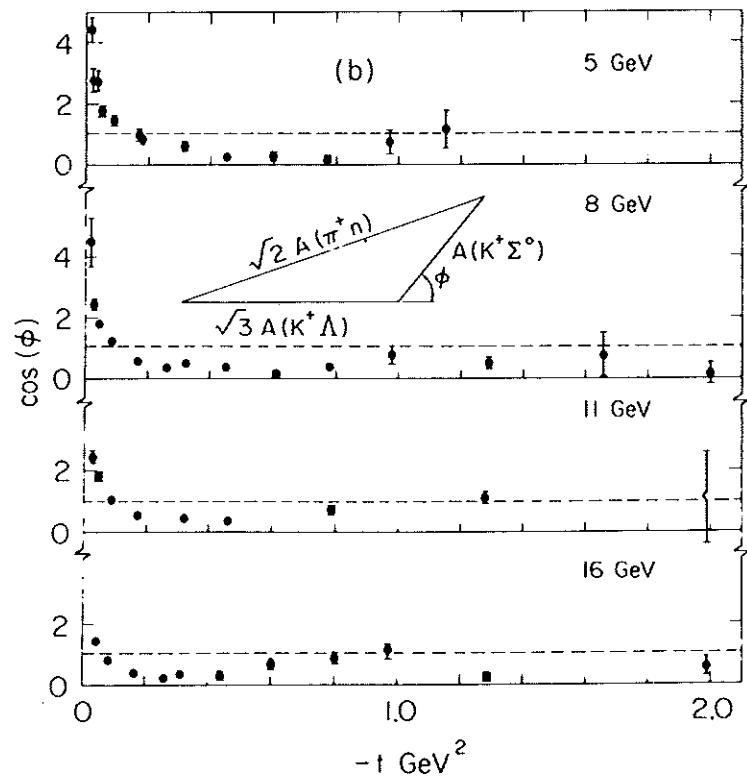 4
2
0
(b)
5 GeV
8 GeV
4
2
0
√2 A(π⁺n)
A(K⁺Σ°)
ϕ
√3 A(K⁺Λ)
cos(ϕ)
11 GeV
2
0
16 GeV
2
0
0
1.0
2.0
-t GeV²